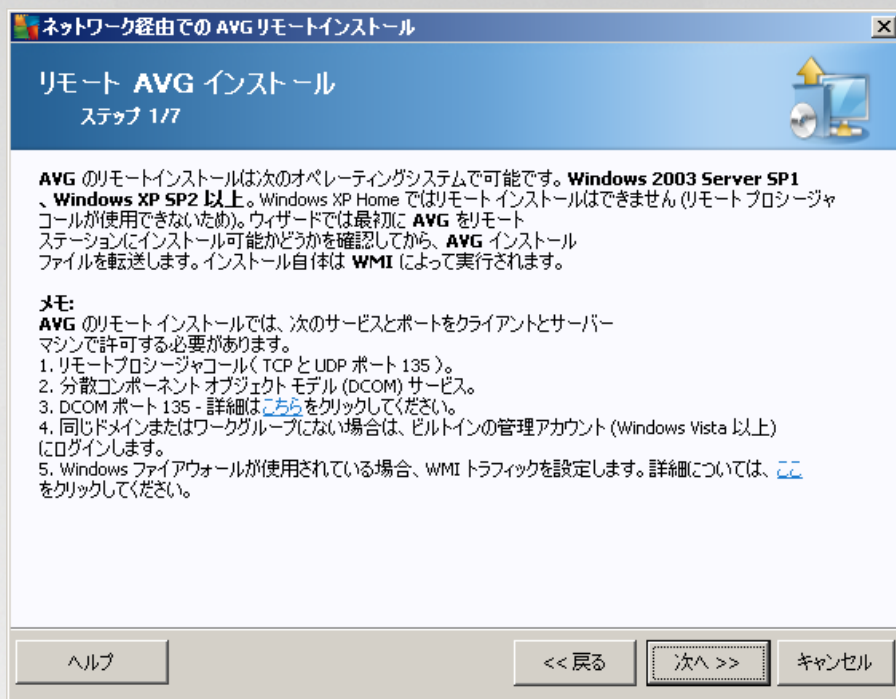 ネットワーク経由での AVG リモートインストール
リモート AVG インストール
ステップ 1/7
AVG のリモートインストールは次のオペレーティングシステムで可能です。Windows 2003 Server SP1
、Windows XP SP2 以上。Windows XP Home ではリモート インストールはできません (リモート プロシージャ
コールが使用できないため)。ウィザードでは最初に AVG をリモート
ステーションにインストール可能かどうかを確認してから、AVG インストール
ファイルを転送します。インストール自体は WMI によって実行されます。
メモ:
AVG のリモート インストールでは、次のサービスとポートをクライアントとサーバー
マシンで許可する必要があります。
1. リモートプロシージャコール( TCP と UDP ポート 135 )。
2. 分散コンポーネント オブジェクト モデル (DCOM) サービス。
3. DCOM ポート 135 - 詳細はこちらをクリックしてください。
4. 同じドメインまたはワークグループにない場合は、ビルトインの管理アカウント (Windows Vista 以上)
にログインします。
5. Windows ファイアウォールが使用されている場合、WMI トラフィックを設定します。詳細については、ここ
をクリックしてください。
ヘルプ
<< 戻る
次へ >>
キャンセル